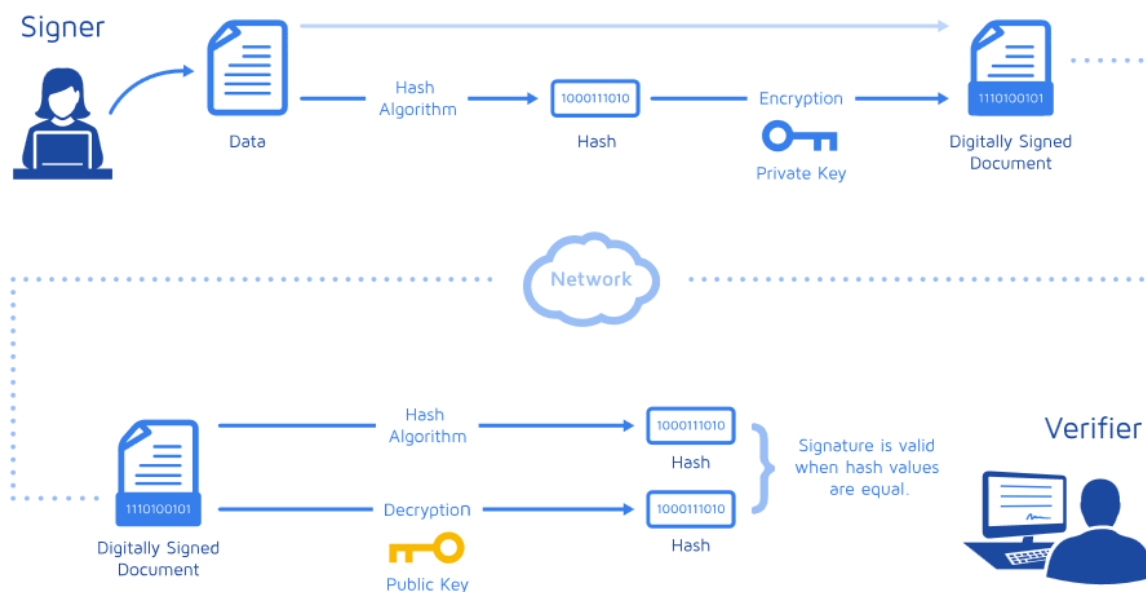 Signer
Hash
Algorithm
1000111010
Encryption
1110100101
Data
Hash
Private Key
Digitally Signed
Document
Network
Hash
Algorithm
1000111010
Hash
Signature is valid
when hash values
are equal.
Verifier
1110100101
Decryption
1000111010
Digitally Signed
Document
Public Key
Hash